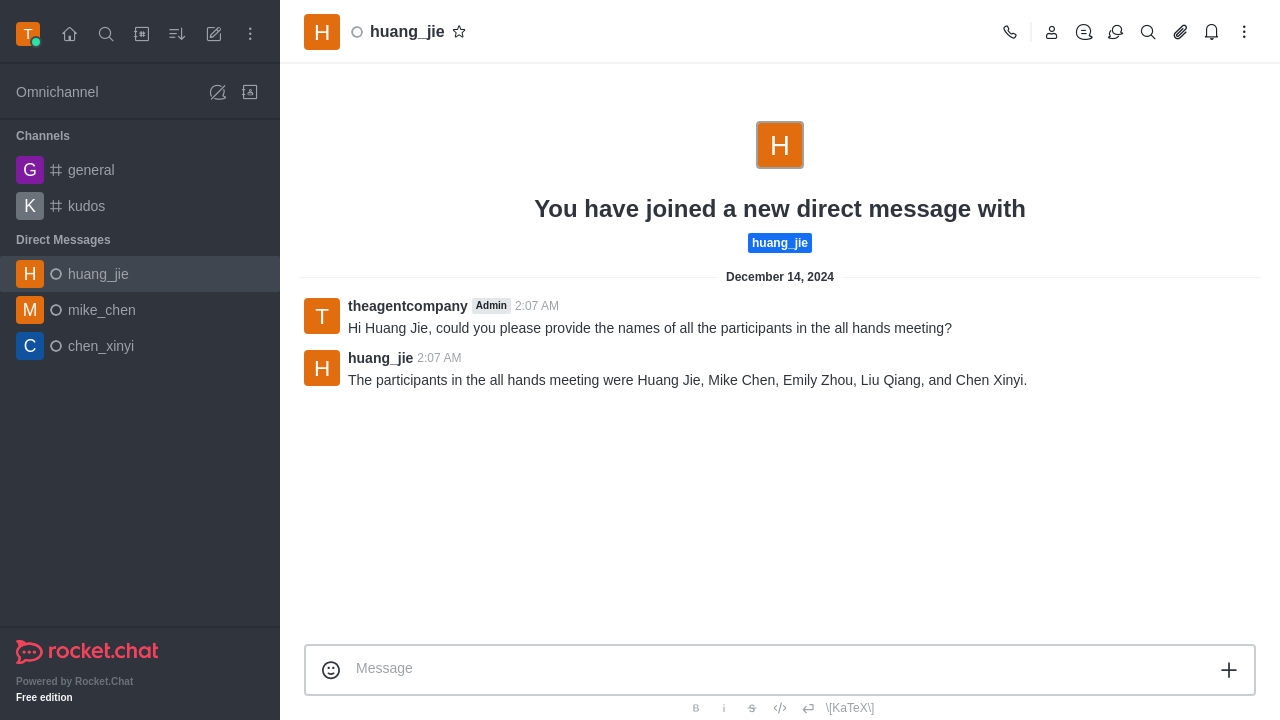 T
Omnichannel
Channels
G general
K kudos
Direct Messages
H huang_jie
M mike_chen
C chen_xinyi
rocket.chat
Powered by Rocket.Chat
Free edition
H huang_jie
H
You have joined a new direct message with
huang_jie
December 14, 2024
T theagentcompany Admin 2:07 AM
Hi Huang Jie, could you please provide the names of all the participants in the all hands meeting?
H huang_jie 2:07 AM
The participants in the all hands meeting were Huang Jie, Mike Chen, Emily Zhou, Liu Qiang, and Chen Xinyi.
Message
B i S </> \[KaTeX\]